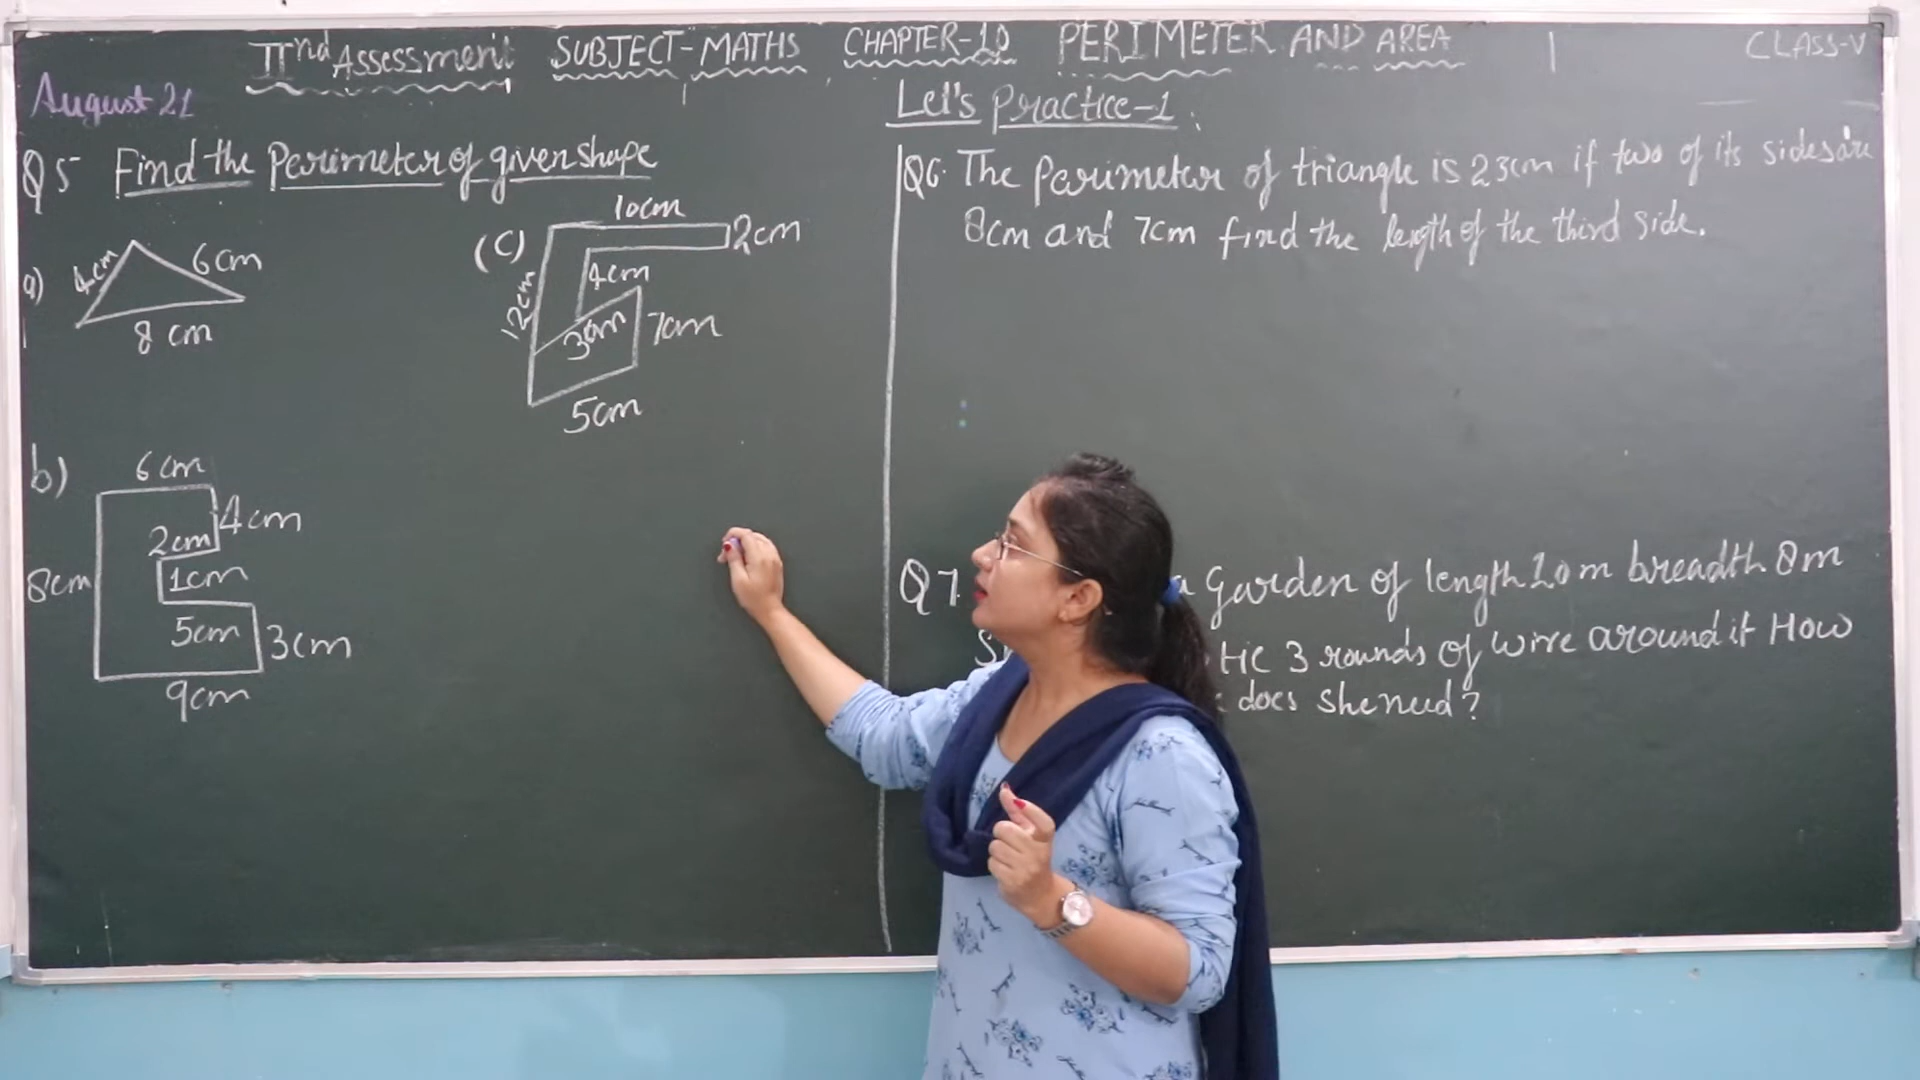 IInd Assessment SUBJECT-MATHS CHAPTER-10 PERIMETER AND AREA CLASS-V
August 21
Let's Practice-1
Q5 Find the Perimeter of given shape
a) 4cm 6cm
8 cm
(C) 10cm
2cm
4cm
12cm
3cm 7cm
5cm
b) 6cm
4cm
2cm
8cm 1cm
5cm 3cm
9cm
Q6. The perimeter of triangle is 23cm if two of its sides are
8cm and 7cm find the length of the third side.
Q7. a Garden of length 10m breadth 8m
3 rounds of wire around it How
does she need?